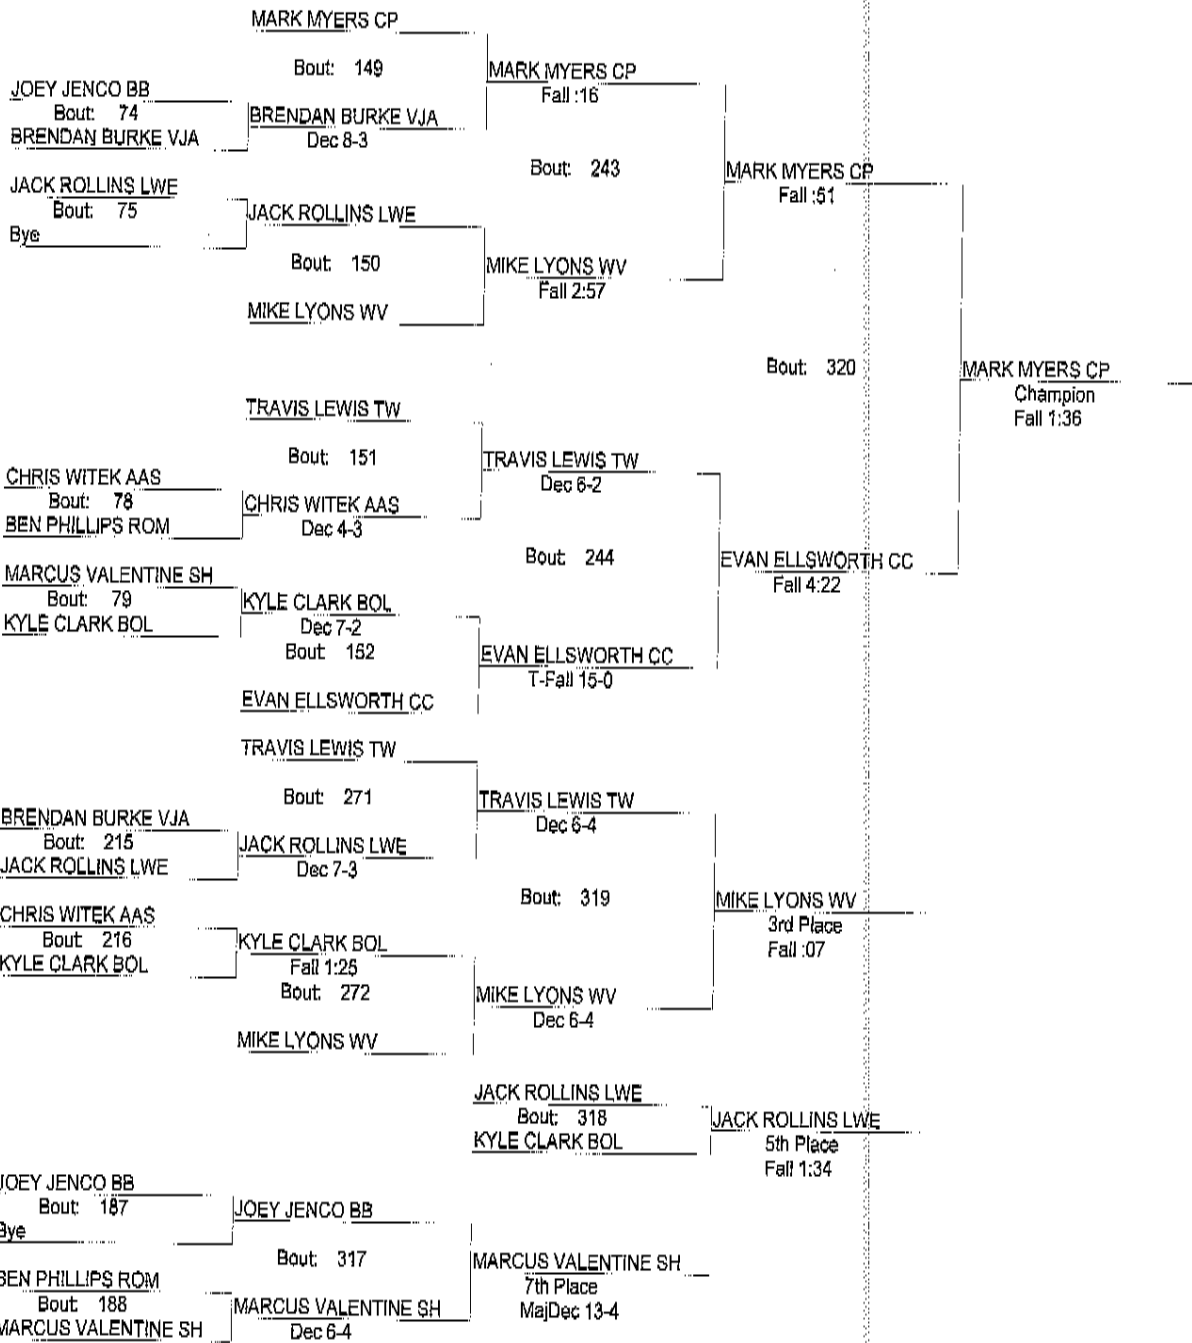 MARK MYERS CP
Bout: 149
MARK MYERS CP
Fall :16
JOEY JENCO BB
Bout: 74
BRENDAN BURKE VJA
BRENDAN BURKE VJA
Dec 8-3
Bout: 243
MARK MYERS CP
Fall :51
JACK ROLLINS LWE
Bout: 75
Bye
JACK ROLLINS LWE
Bout: 150
MIKE LYONS WV
Fall 2:57
MIKE LYONS WV
Bout: 320
MARK MYERS CP
Champion
Fall 1:36
TRAVIS LEWIS TW
Bout: 151
TRAVIS LEWIS TW
Dec 6-2
CHRIS WITEK AAS
Bout: 78
BEN PHILLIPS ROM
CHRIS WITEK AAS
Dec 4-3
Bout: 244
EVAN ELLSWORTH CC
Fall 4:22
MARCUS VALENTINE SH
Bout: 79
KYLE CLARK BOL
KYLE CLARK BOL
Dec 7-2
Bout: 152
EVAN ELLSWORTH CC
T-Fall 15-0
EVAN ELLSWORTH CC
TRAVIS LEWIS TW
Bout: 271
TRAVIS LEWIS TW
Dec 6-4
BRENDAN BURKE VJA
Bout: 215
JACK ROLLINS LWE
JACK ROLLINS LWE
Dec 7-3
Bout: 319
MIKE LYONS WV
3rd Place
Fall :07
CHRIS WITEK AAS
Bout: 216
KYLE CLARK BOL
KYLE CLARK BOL
Fall 1:25
Bout: 272
MIKE LYONS WV
Dec 6-4
MIKE LYONS WV
JACK ROLLINS LWE
Bout: 318
KYLE CLARK BOL
JACK ROLLINS LWE
5th Place
Fall 1:34
JOEY JENCO BB
Bout: 187
Bye
JOEY JENCO BB
Bout: 317
MARCUS VALENTINE SH
7th Place
MajDec 13-4
BEN PHILLIPS ROM
Bout: 188
MARCUS VALENTINE SH
MARCUS VALENTINE SH
Dec 6-4